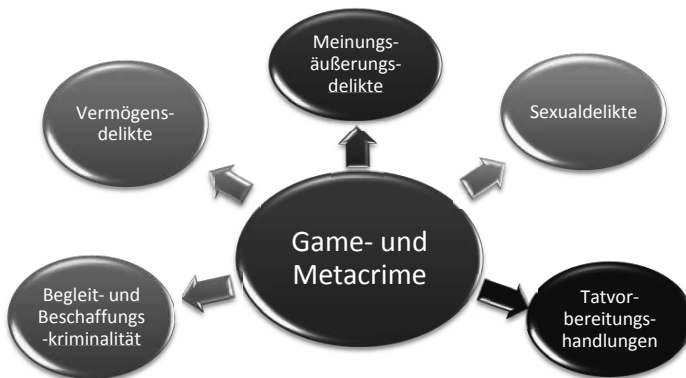 Meinungs-
äußerungs-
delikte
Vermögens-
delikte
Sexualdelikte
Game- und
Metacrime
Begleit- und
Beschaffungs
-kriminalität
Tatvor-
bereitungs-
handlungen